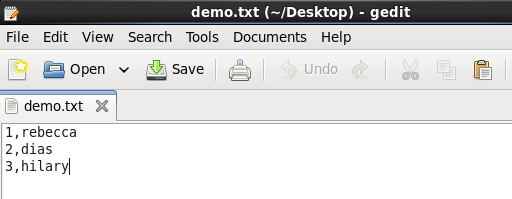 demo.txt (~/Desktop) - gedit
File Edit View Search Tools Documents Help
Open Save Undo
demo.txt
1,rebecca
2,dias
3,hilary